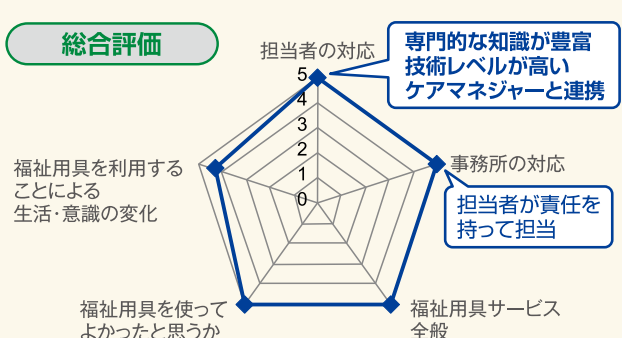 総合評価
担当者の対応
専門的な知識が豊富
技術レベルが高い
ケアマネジャーと連携
5
4
3
2
1
0
事務所の対応
担当者が責任を
持って担当
福祉用具を利用する
ことによる
生活・意識の変化
福祉用具を使って
よかったと思うか
福祉用具サービス
全般